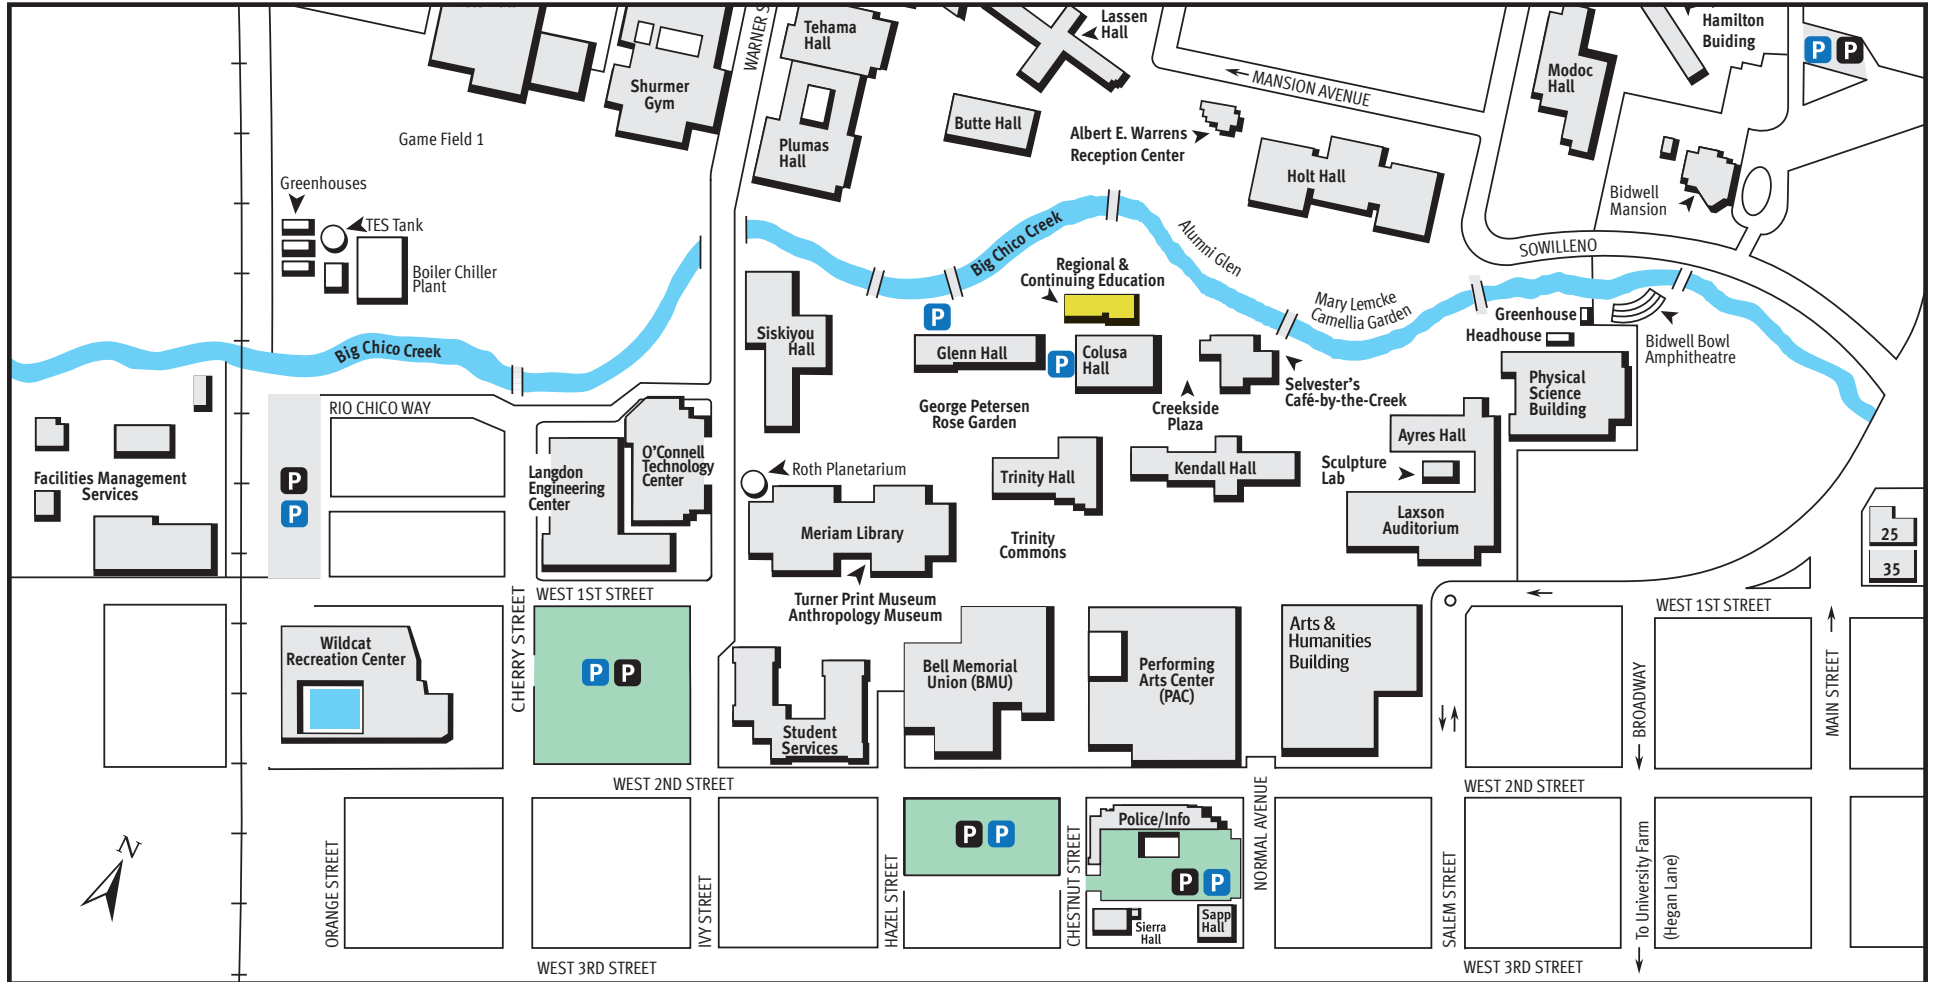 Tehama
Hall
WARNER S
Lassen
Hall
Hamilton
Buiding
P P
Shurmer
Gym
MANSION AVENUE
Modoc
Hall
Game Field 1
Butte Hall
Albert E. Warrens
Reception Center
Plumas
Hall
Holt Hall
Greenhouses
Bidwell
Mansion
TES Tank
Boiler Chiller
Plant
Big Chico Creek
Alumni Glen
SOWILLENO
Regional &
Continuing Education
Mary Lemcke
Camellia Garden
Greenhouse
Headhouse
Bidwell Bowl
Amphitheatre
P
Siskiyou
Hall
Glenn Hall
P
Colusa
Hall
Big Chico Creek
Selvester's
Café-by-the-Creek
Physical
Science
Building
Creekside
Plaza
RIO CHICO WAY
George Petersen
Rose Garden
Ayres Hall
O'Connell
Technology
Center
Langdon
Engineering
Center
Roth Planetarium
Trinity Hall
Kendall Hall
Sculpture
Lab
Facilities Management
Services
P
P
Meriam Library
Laxson
Auditorium
Trinity
Commons
25
35
WEST 1ST STREET
Turner Print Museum
Anthropology Museum
WEST 1ST STREET
CHERRY STREET
Wildcat
Recreation Center
P P
Bell Memorial
Union (BMU)
Performing
Arts Center
(PAC)
Arts &
Humanities
Building
BROADWAY
MAIN STREET
Student
Services
WEST 2ND STREET
WEST 2ND STREET
N
ORANGE STREET
IVY STREET
HAZEL STREET
P P
CHESTNUT STREET
Police/Info
P P
NORMAL AVENUE
SALEM STREET
To University Farm
(Hegan Lane)
Sierra
Hall
Sapp
Hall
WEST 3RD STREET
WEST 3RD STREET